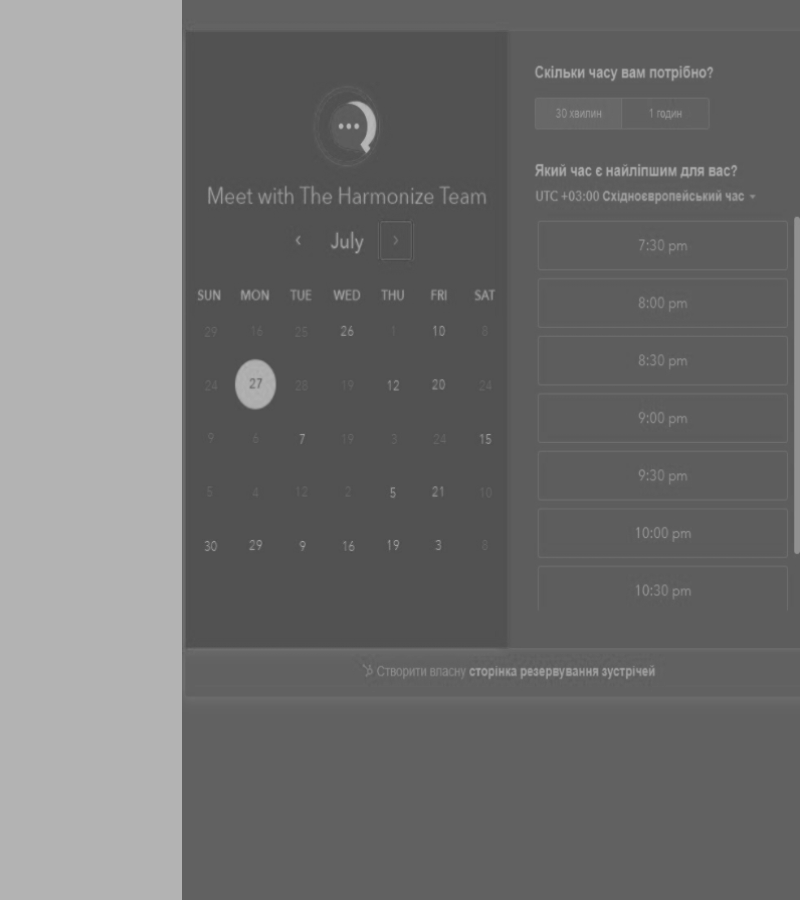 Meet with The Harmonize Team
July
SUN MON TUE WED THU FRI SAT
29 16 25 26 1 10 8
24 27 28 19 12 20 24
9 6 7 19 3 24 15
5 4 12 2 5 21 10
30 29 9 16 19 3 8
Скільки часу вам потрібно?
30 хвилин 1 годин
Який час є найліпшим для вас?
UTC +03:00 Східноєвропейський час
7:30 pm
8:00 pm
8:30 pm
9:00 pm
9:30 pm
10:00 pm
10:30 pm
Створити власну сторінка резервування зустрічей